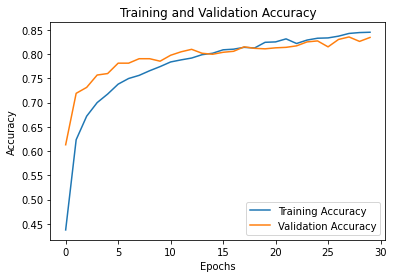 Training and Validation Accuracy
Accuracy
0.85
0.80
0.75
0.70
0.65
0.60
0.55
0.50
0.45
Training Accuracy
Validation Accuracy
0 5 10 15 20 25 30
Epochs